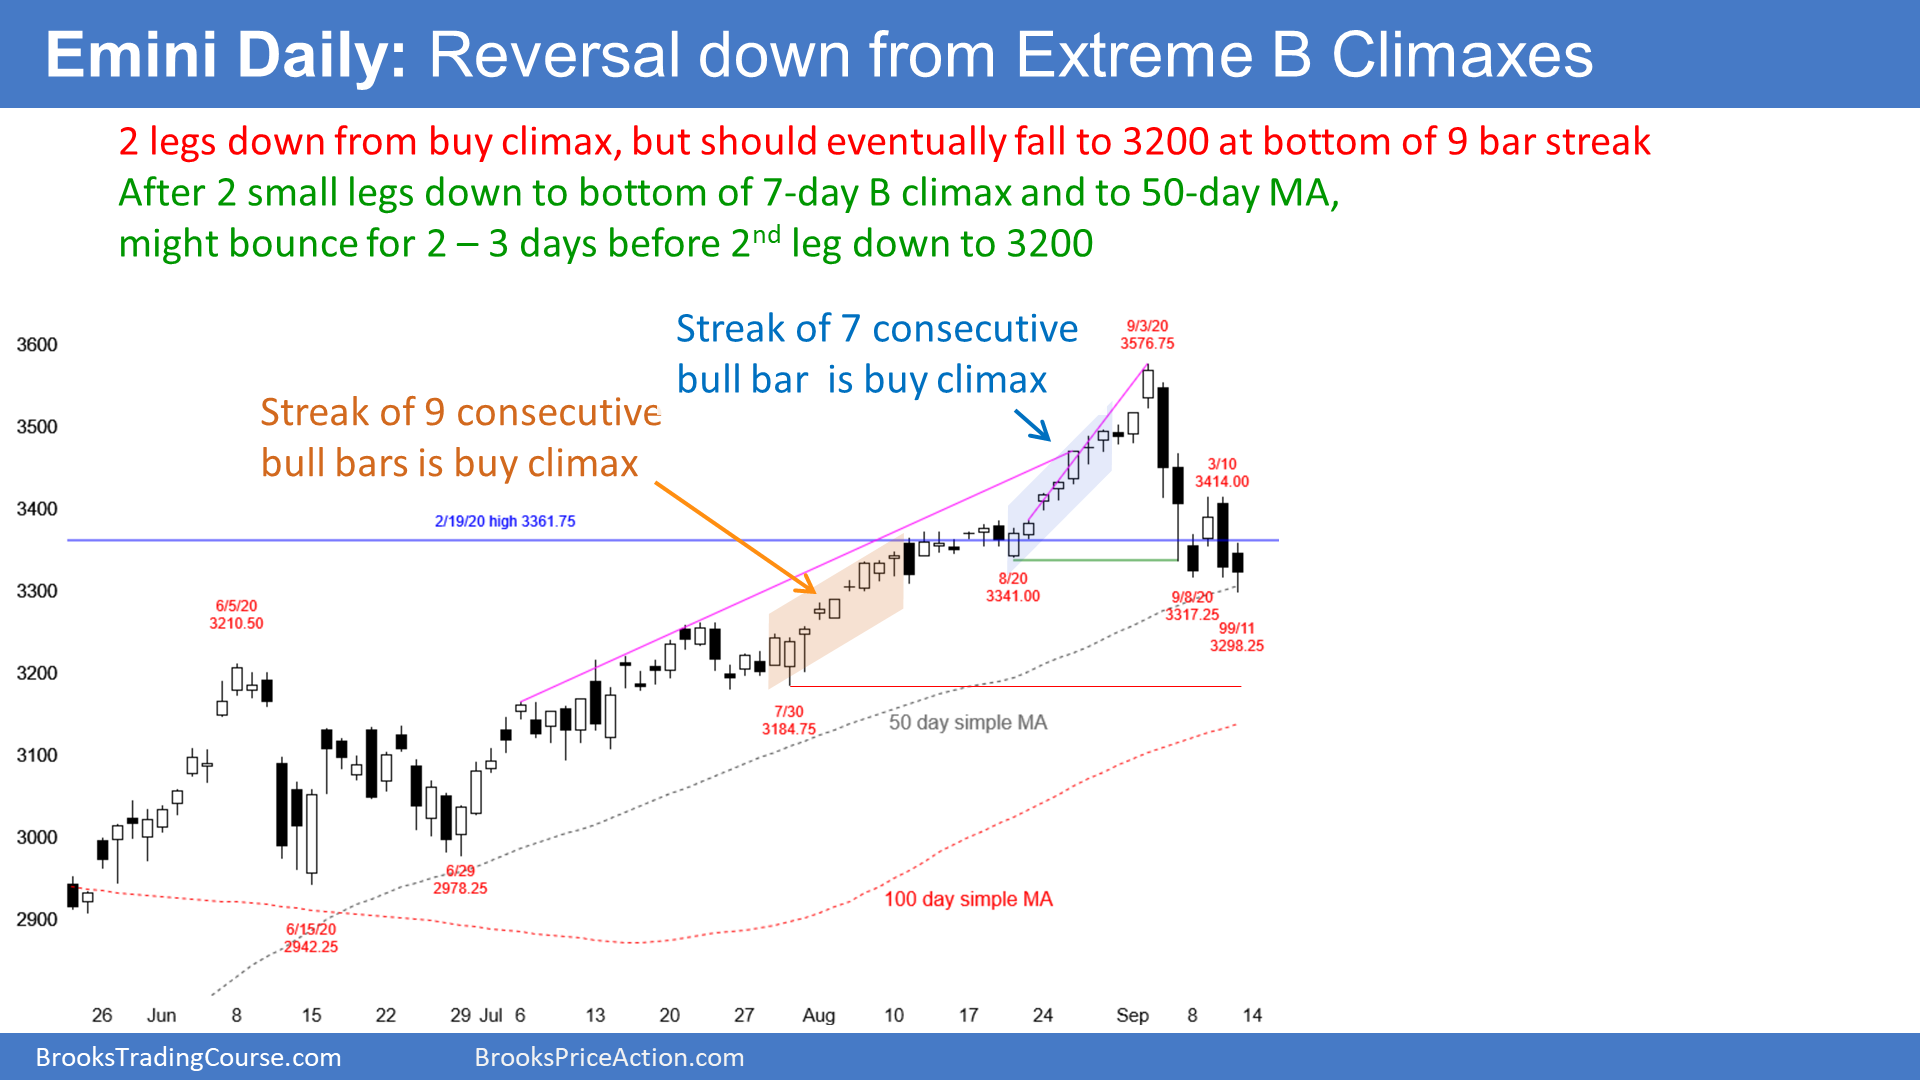 Emini Daily: Reversal down from Extreme B Climaxes
2 legs down from buy climax, but should eventually fall to 3200 at bottom of 9 bar streak
After 2 small legs down to bottom of 7-day B climax and to 50-day MA,
might bounce for 2 – 3 days before 2nd leg down to 3200
Streak of 7 consecutive
bull bar is buy climax
Streak of 9 consecutive
bull bars is buy climax
9/3/20
3576.75
3/10
3414.00
2/19/20 high 3361.75
8/20
3341.00
9/8/20
3317.25
99/11
3298.25
6/5/20
3210.50
7/30
3184.75
50 day simple MA
6/29
2978.25
100 day simple MA
6/15/20
2942.25
3600
3500
3400
3300
3200
3100
3000
2900
26 Jun 8 15 22 29 Jul 6 13 20 27 Aug 10 17 24 Sep 8 14
BrooksTradingCourse.com
BrooksPriceAction.com